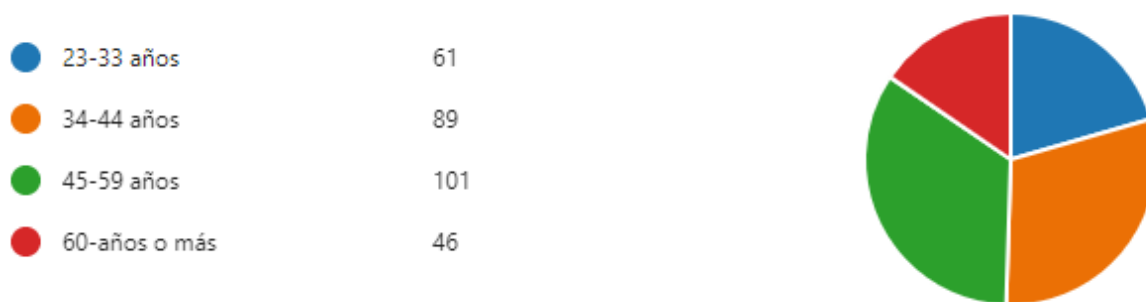 23-33 años 61
34-44 años 89
45-59 años 101
60-años o más 46